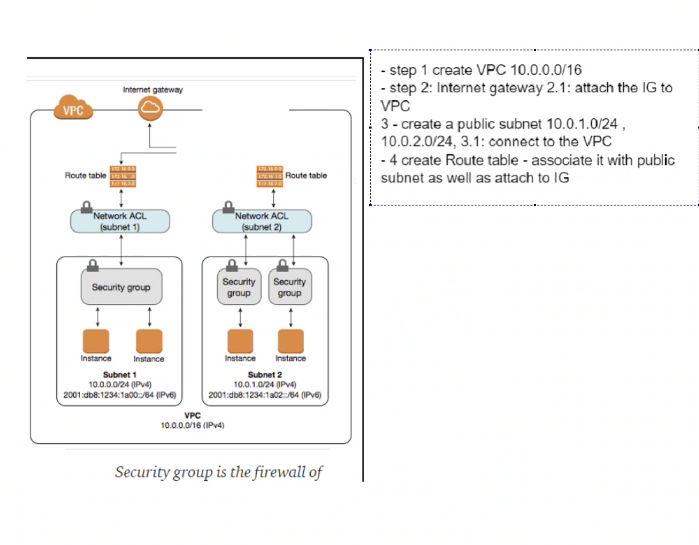 - step 1 create VPC 10.0.0.0/16
- step 2: Internet gateway 2.1: attach the IG to
VPC
3 - create a public subnet 10.0.1.0/24 ,
10.0.2.0/24, 3.1: connect to the VPC
- 4 create Route table - associate it with public
subnet as well as attach to IG
Internet gateway
VPC
Route table
Route table
Network ACL
(subnet 1)
Network ACL
(subnet 2)
Security group
Security
group
Security
group
Instance
Instance
Instance
Instance
Subnet 1
10.0.0.0/24 (IPv4)
2001:db8:1234:1a00::/64 (IPv6)
Subnet 2
10.0.1.0/24 (IPv4)
2001:db8:1234:1a02::/64 (IPv6)
VPC
10.0.0.0/16 (IPv4)
Security group is the firewall of